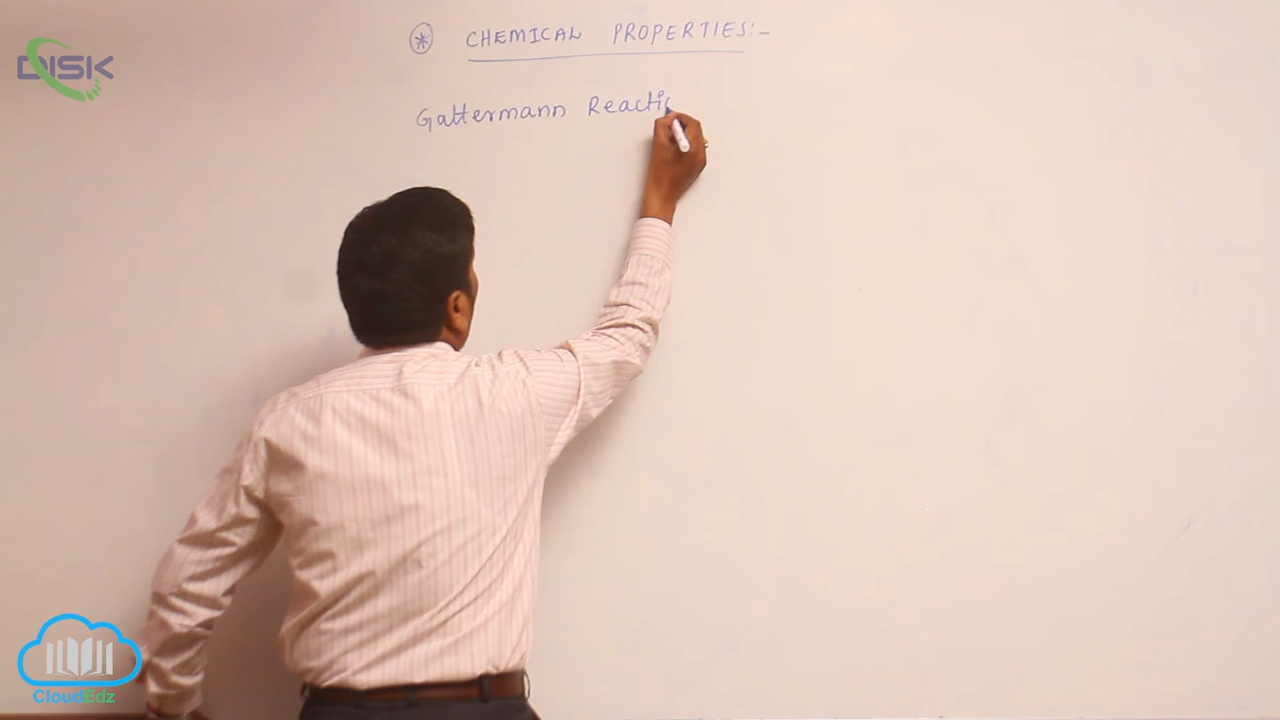 DISK
* CHEMICAL PROPERTIES:-
Gattermann Reactio
CloudEdz